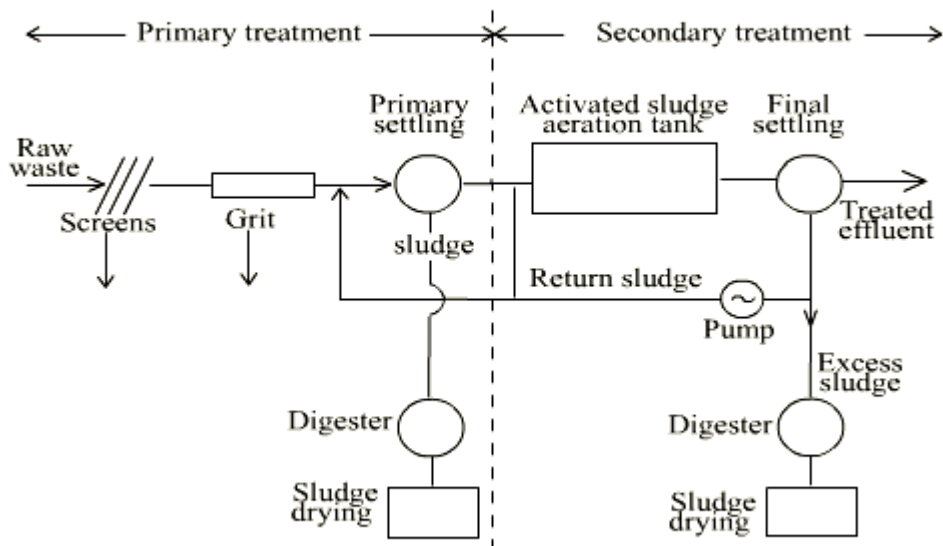 Primary treatment
Secondary treatment
Primary
settling
Activated sludge
aeration tank
Final
settling
Raw
waste
Screens
Grit
sludge
Treated
effluent
Return sludge
Pump
Excess
sludge
Digester
Digester
Sludge
drying
Sludge
drying